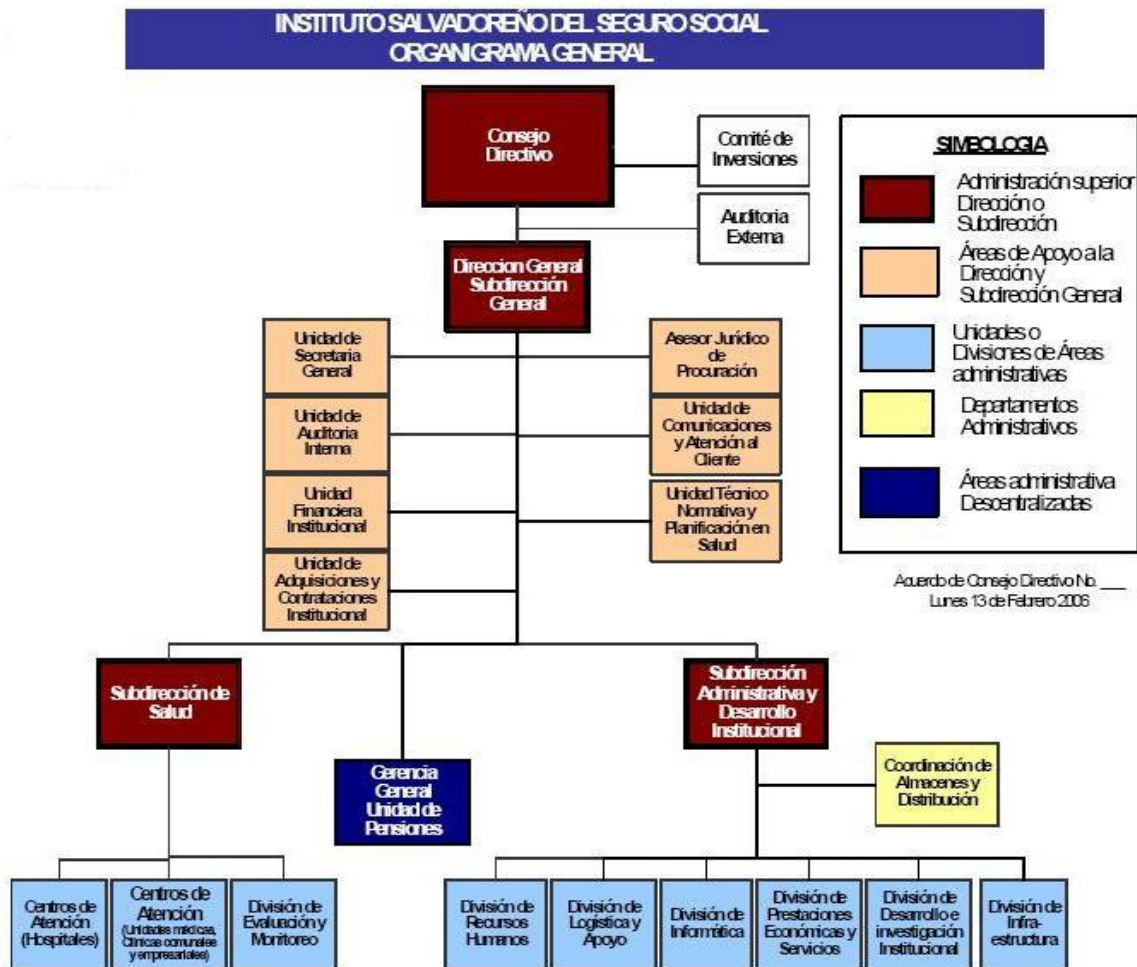 INSTITUTO SALVADOREÑO DEL SEGURO SOCIAL
ORGANIGRAMA GENERAL
Consejo
Directivo
Comité de
Inversiones
Auditoria
Externa
Direccion General
Subdirección
General
Unidad de
Secretaria
General
Asesor Jurídico
de
Procuración
Unidad de
Auditoria
Interna
Unidad de
Comunicaciones
y Atención al
Cliente
Unidad
Financiera
Institucional
Unidad Técnico
Normativa y
Planificación en
Salud
Unidad de
Adquisiciones y
Contrataciones
Institucional
SIMBOLOGIA
Administración superior
Dirección o
Subdirección
Áreas de Apoyo a la
Dirección y
Subdirección General
Unidades o
Divisiones de Áreas
administrativas
Departamentos
Administrativos
Áreas administrativa
Descentralizadas
Acuerdo de Consejo Directivo No. ___
Lunes 13 de Febrero 2006
Subdirección de
Salud
Subdirección
Administrativa y
Desarrollo
Institucional
Gerencia
General
Unidad de
Pensiones
Coordinación de
Almacenes y
Distribución
Centros de
Atención
(Hospitales)
Centros de
Atención
(Unidades médicas,
Clínicas comunales
y empresariales)
División de
Evaluación y
Monitoreo
División de
Recursos
Humanos
División de
Logística y
Apoyo
División de
Informática
División de
Prestaciones
Económicas y
Servicios
División de
Desarrollo e
investigación
Institucional
División de
Infra-
estructura